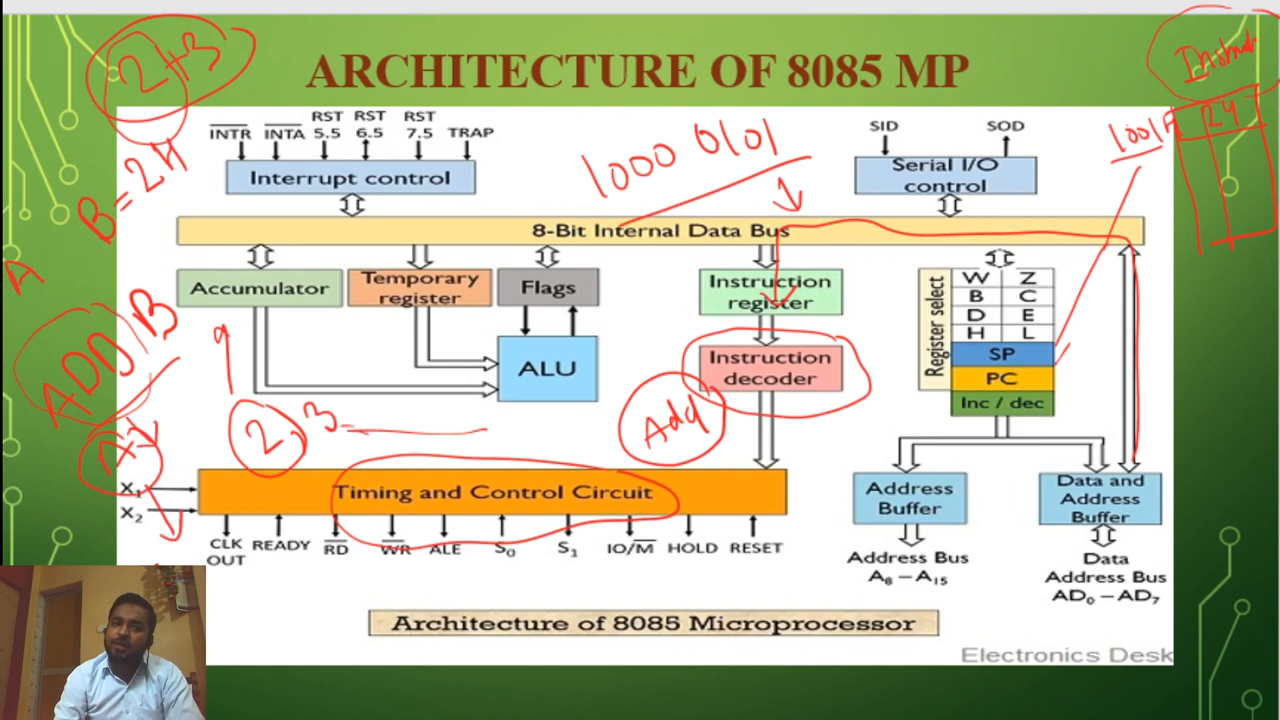 ARCHITECTURE OF 8085 MP
2+3
B=2H
A
ADD B
A
INTR INTA RST 5.5 RST 6.5 RST 7.5 TRAP
Interrupt control
1000 0101
SID SOD
Serial I/O control
1001
24
8-Bit Internal Data Bus
Accumulator
Temporary register
Flags
ALU
Instruction register
Instruction decoder
Add
Register select
W Z
B C
D E
H L
SP
PC
Inc / dec
2, 3
X1
X2
Timing and Control Circuit
CLK OUT READY RD WR ALE S0 S1 IO/M HOLD RESET
Address Buffer
Data and Address Buffer
Address Bus
A8 – A15
Data Address Bus
AD0 – AD7
Architecture of 8085 Microprocessor
Electronics Desk